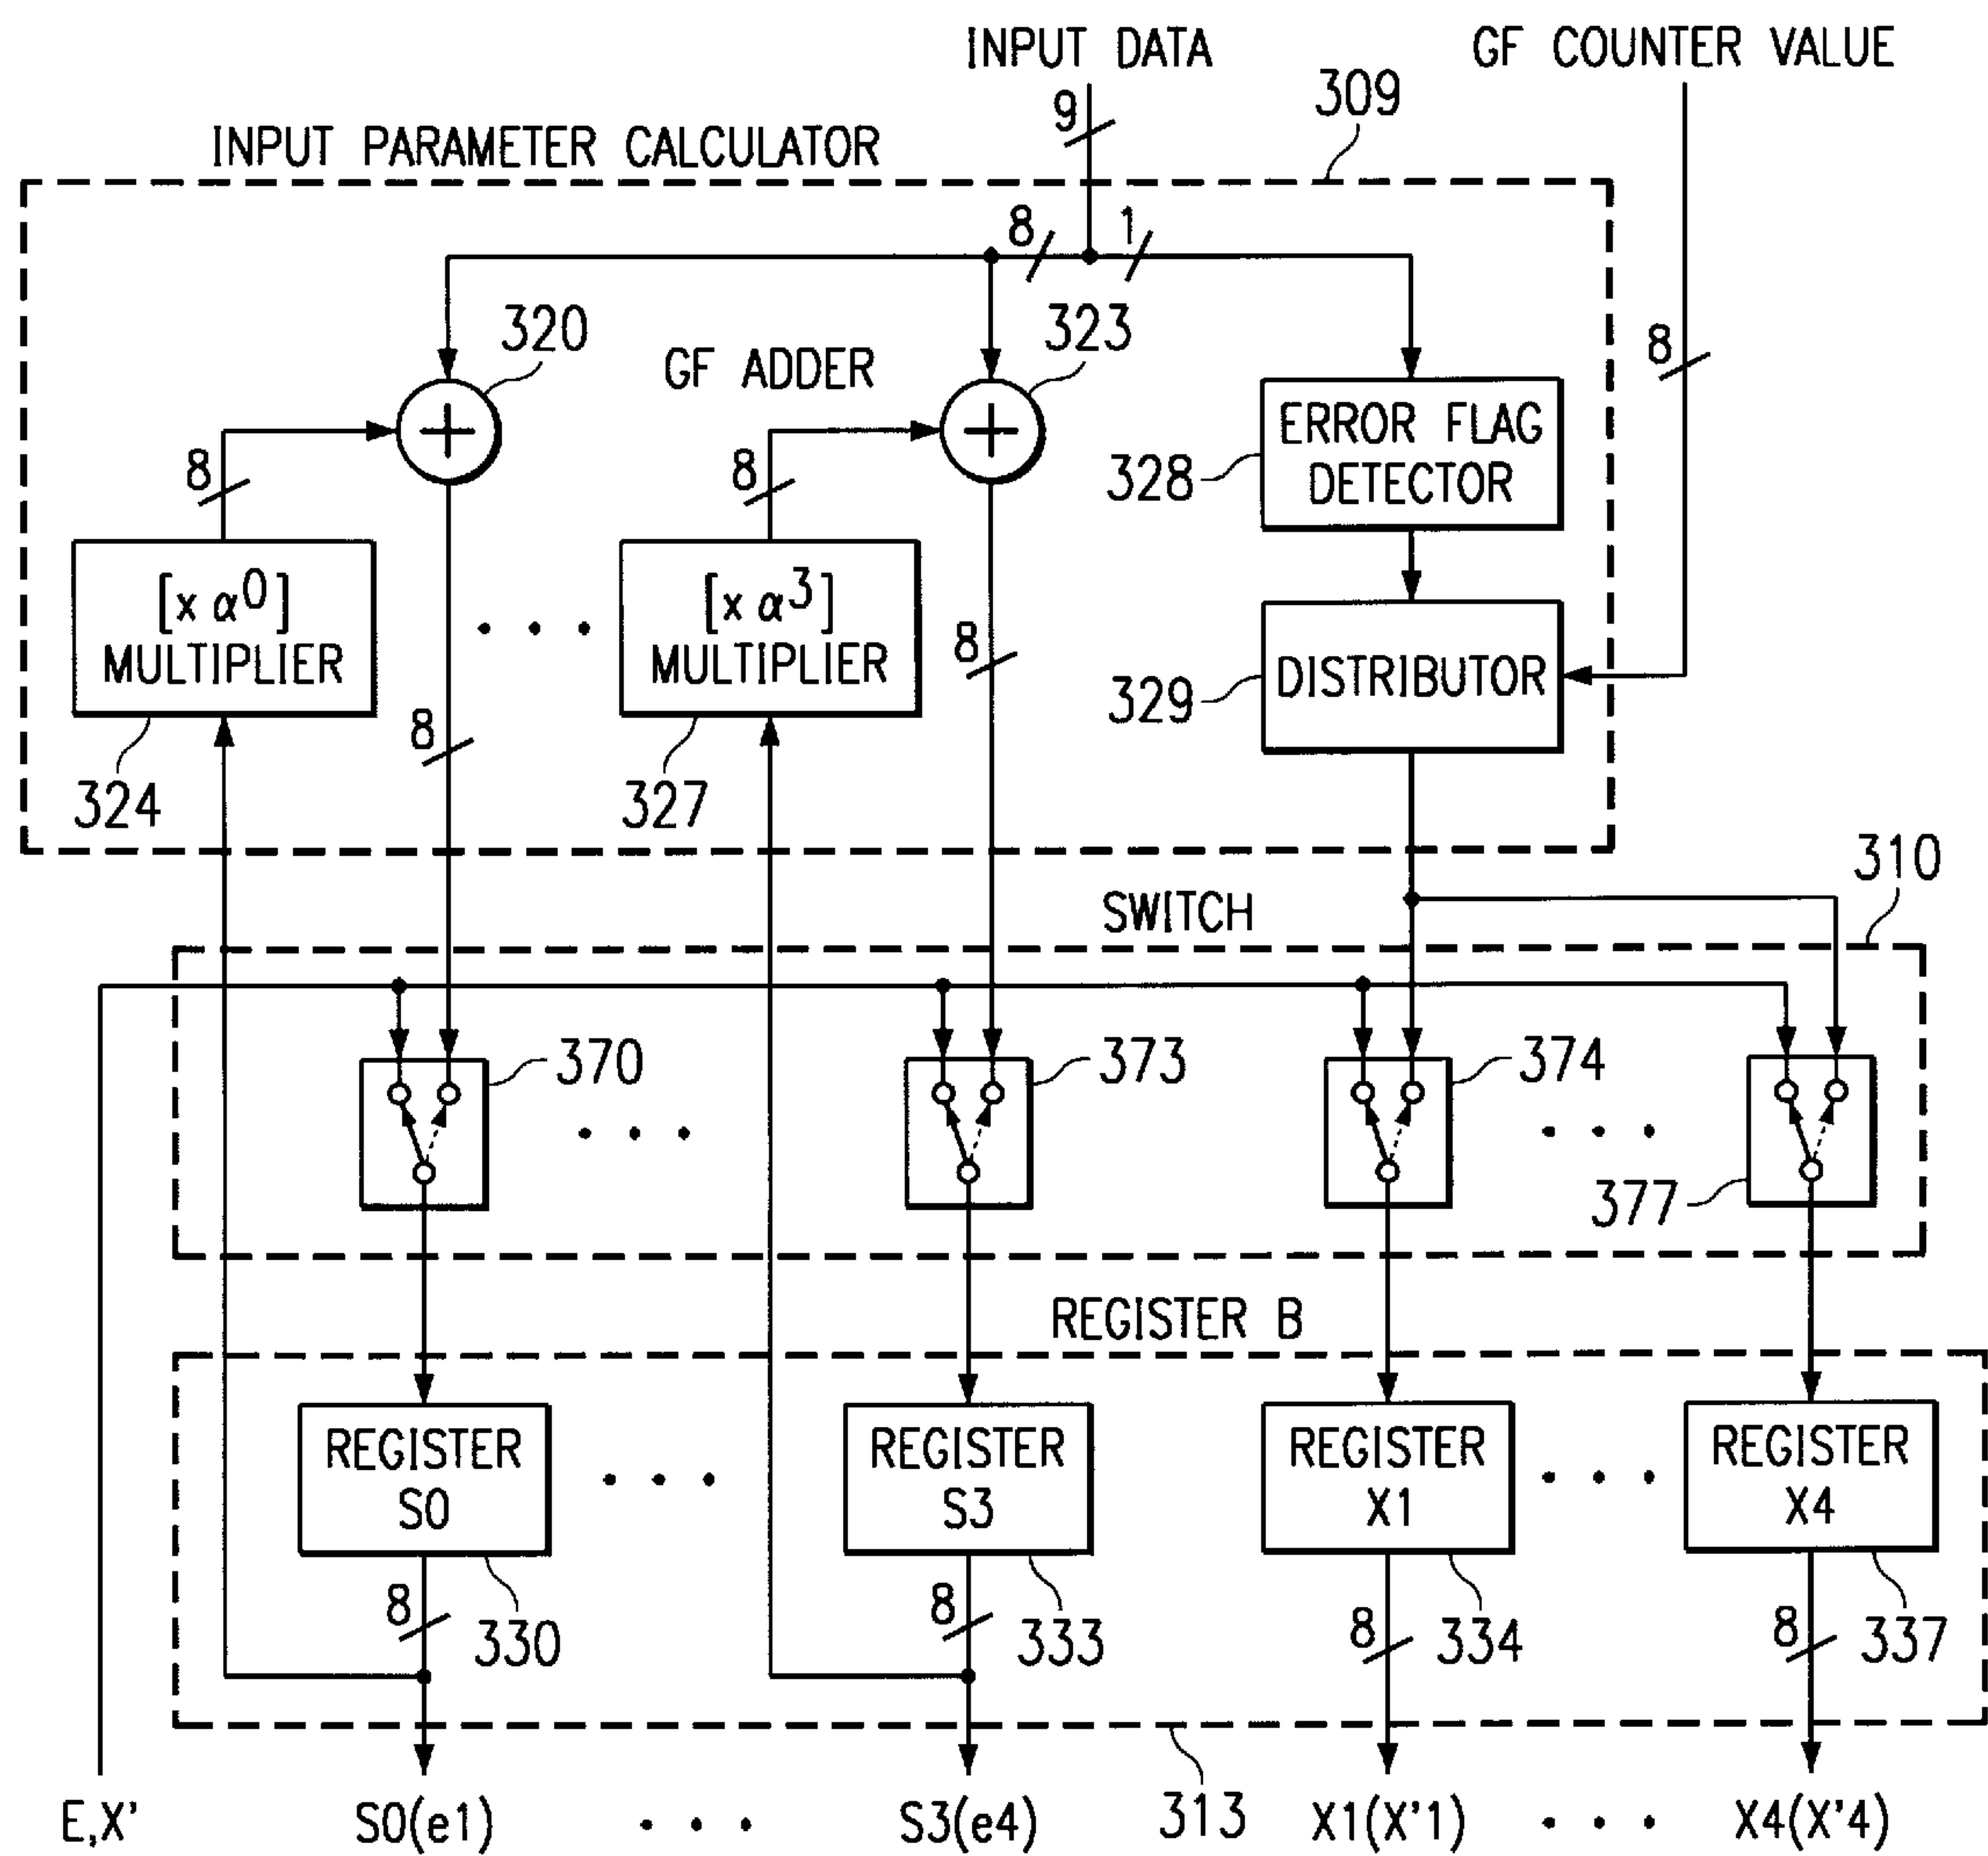 INPUT DATA
GF COUNTER VALUE
9
309
INPUT PARAMETER CALCULATOR
8
1
320
323
GF ADDER
8
8
8
ERROR FLAG
DETECTOR
328
[x α^0]
MULTIPLIER
• • •
[x α^3]
MULTIPLIER
8
DISTRIBUTOR
329
8
324
327
310
SWITCH
370
373
374
• • •
• • •
377
REGISTER B
REGISTER
S0
• • •
REGISTER
S3
REGISTER
X1
• • •
REGISTER
X4
8
330
8
333
8
334
8
337
313
E,X'
S0(e1)
• • •
S3(e4)
X1(X'1)
• • •
X4(X'4)